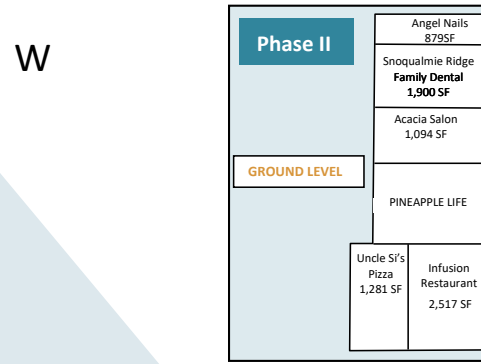 W
Phase II
Angel Nails
879SF
Snoqualmie Ridge
Family Dental
1,900 SF
Acacia Salon
1,094 SF
GROUND LEVEL
PINEAPPLE LIFE
Uncle Si's
Pizza
1,281 SF
Infusion
Restaurant
2,517 SF